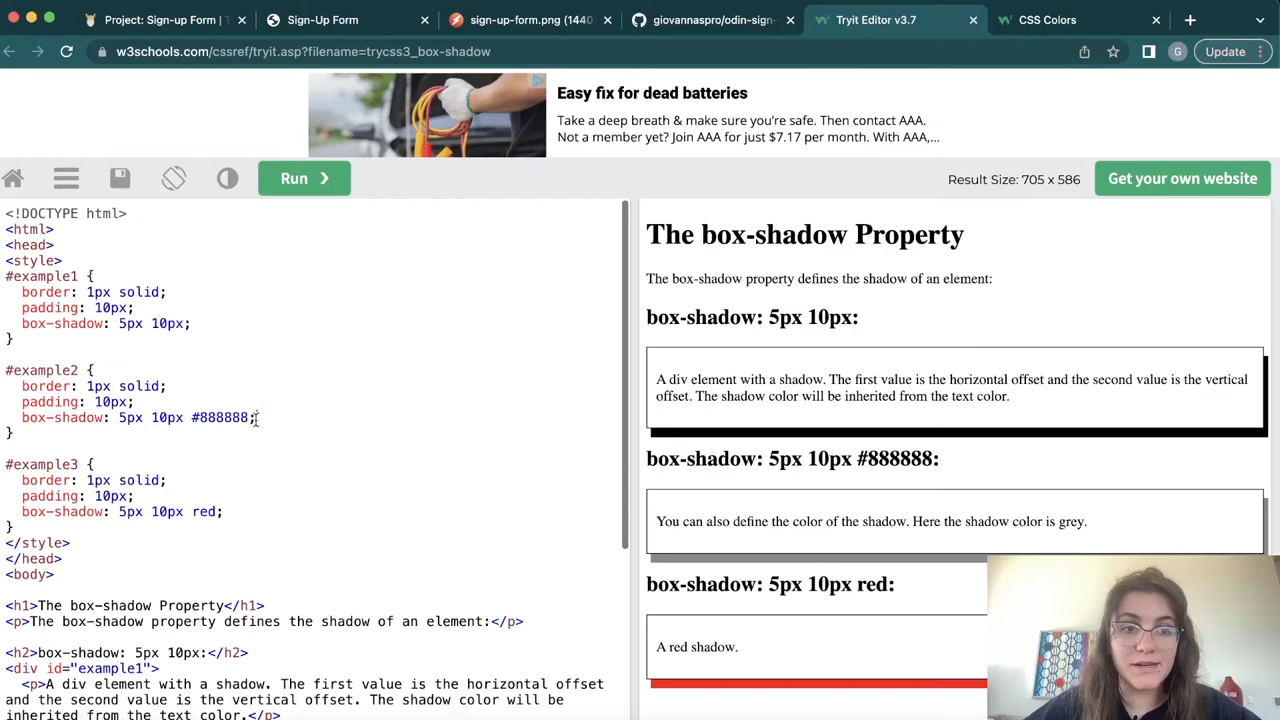 Project: Sign-up Form | T
Sign-Up Form
sign-up-form.png (1440
giovannaspro/odin-sign-
Tryit Editor v3.7
CSS Colors
w3schools.com/cssref/tryit.asp?filename=trycss3_box-shadow
G
Update
Easy fix for dead batteries
Take a deep breath & make sure you're safe. Then contact AAA.
Not a member yet? Join AAA for just $7.17 per month. With AAA,...
Run ❯
Result Size: 705 x 586
Get your own website
<!DOCTYPE html>
<html>
<head>
<style>
#example1 {
border: 1px solid;
padding: 10px;
box-shadow: 5px 10px;
}
#example2 {
border: 1px solid;
padding: 10px;
box-shadow: 5px 10px #888888;
}
#example3 {
border: 1px solid;
padding: 10px;
box-shadow: 5px 10px red;
}
</style>
</head>
<body>
<h1>The box-shadow Property</h1>
<p>The box-shadow property defines the shadow of an element:</p>
<h2>box-shadow: 5px 10px:</h2>
<div id="example1">
<p>A div element with a shadow. The first value is the horizontal offset
and the second value is the vertical offset. The shadow color will be
inherited from the text color.</p>
The box-shadow Property
The box-shadow property defines the shadow of an element:
box-shadow: 5px 10px:
A div element with a shadow. The first value is the horizontal offset and the second value is the vertical
offset. The shadow color will be inherited from the text color.
box-shadow: 5px 10px #888888:
You can also define the color of the shadow. Here the shadow color is grey.
box-shadow: 5px 10px red:
A red shadow.